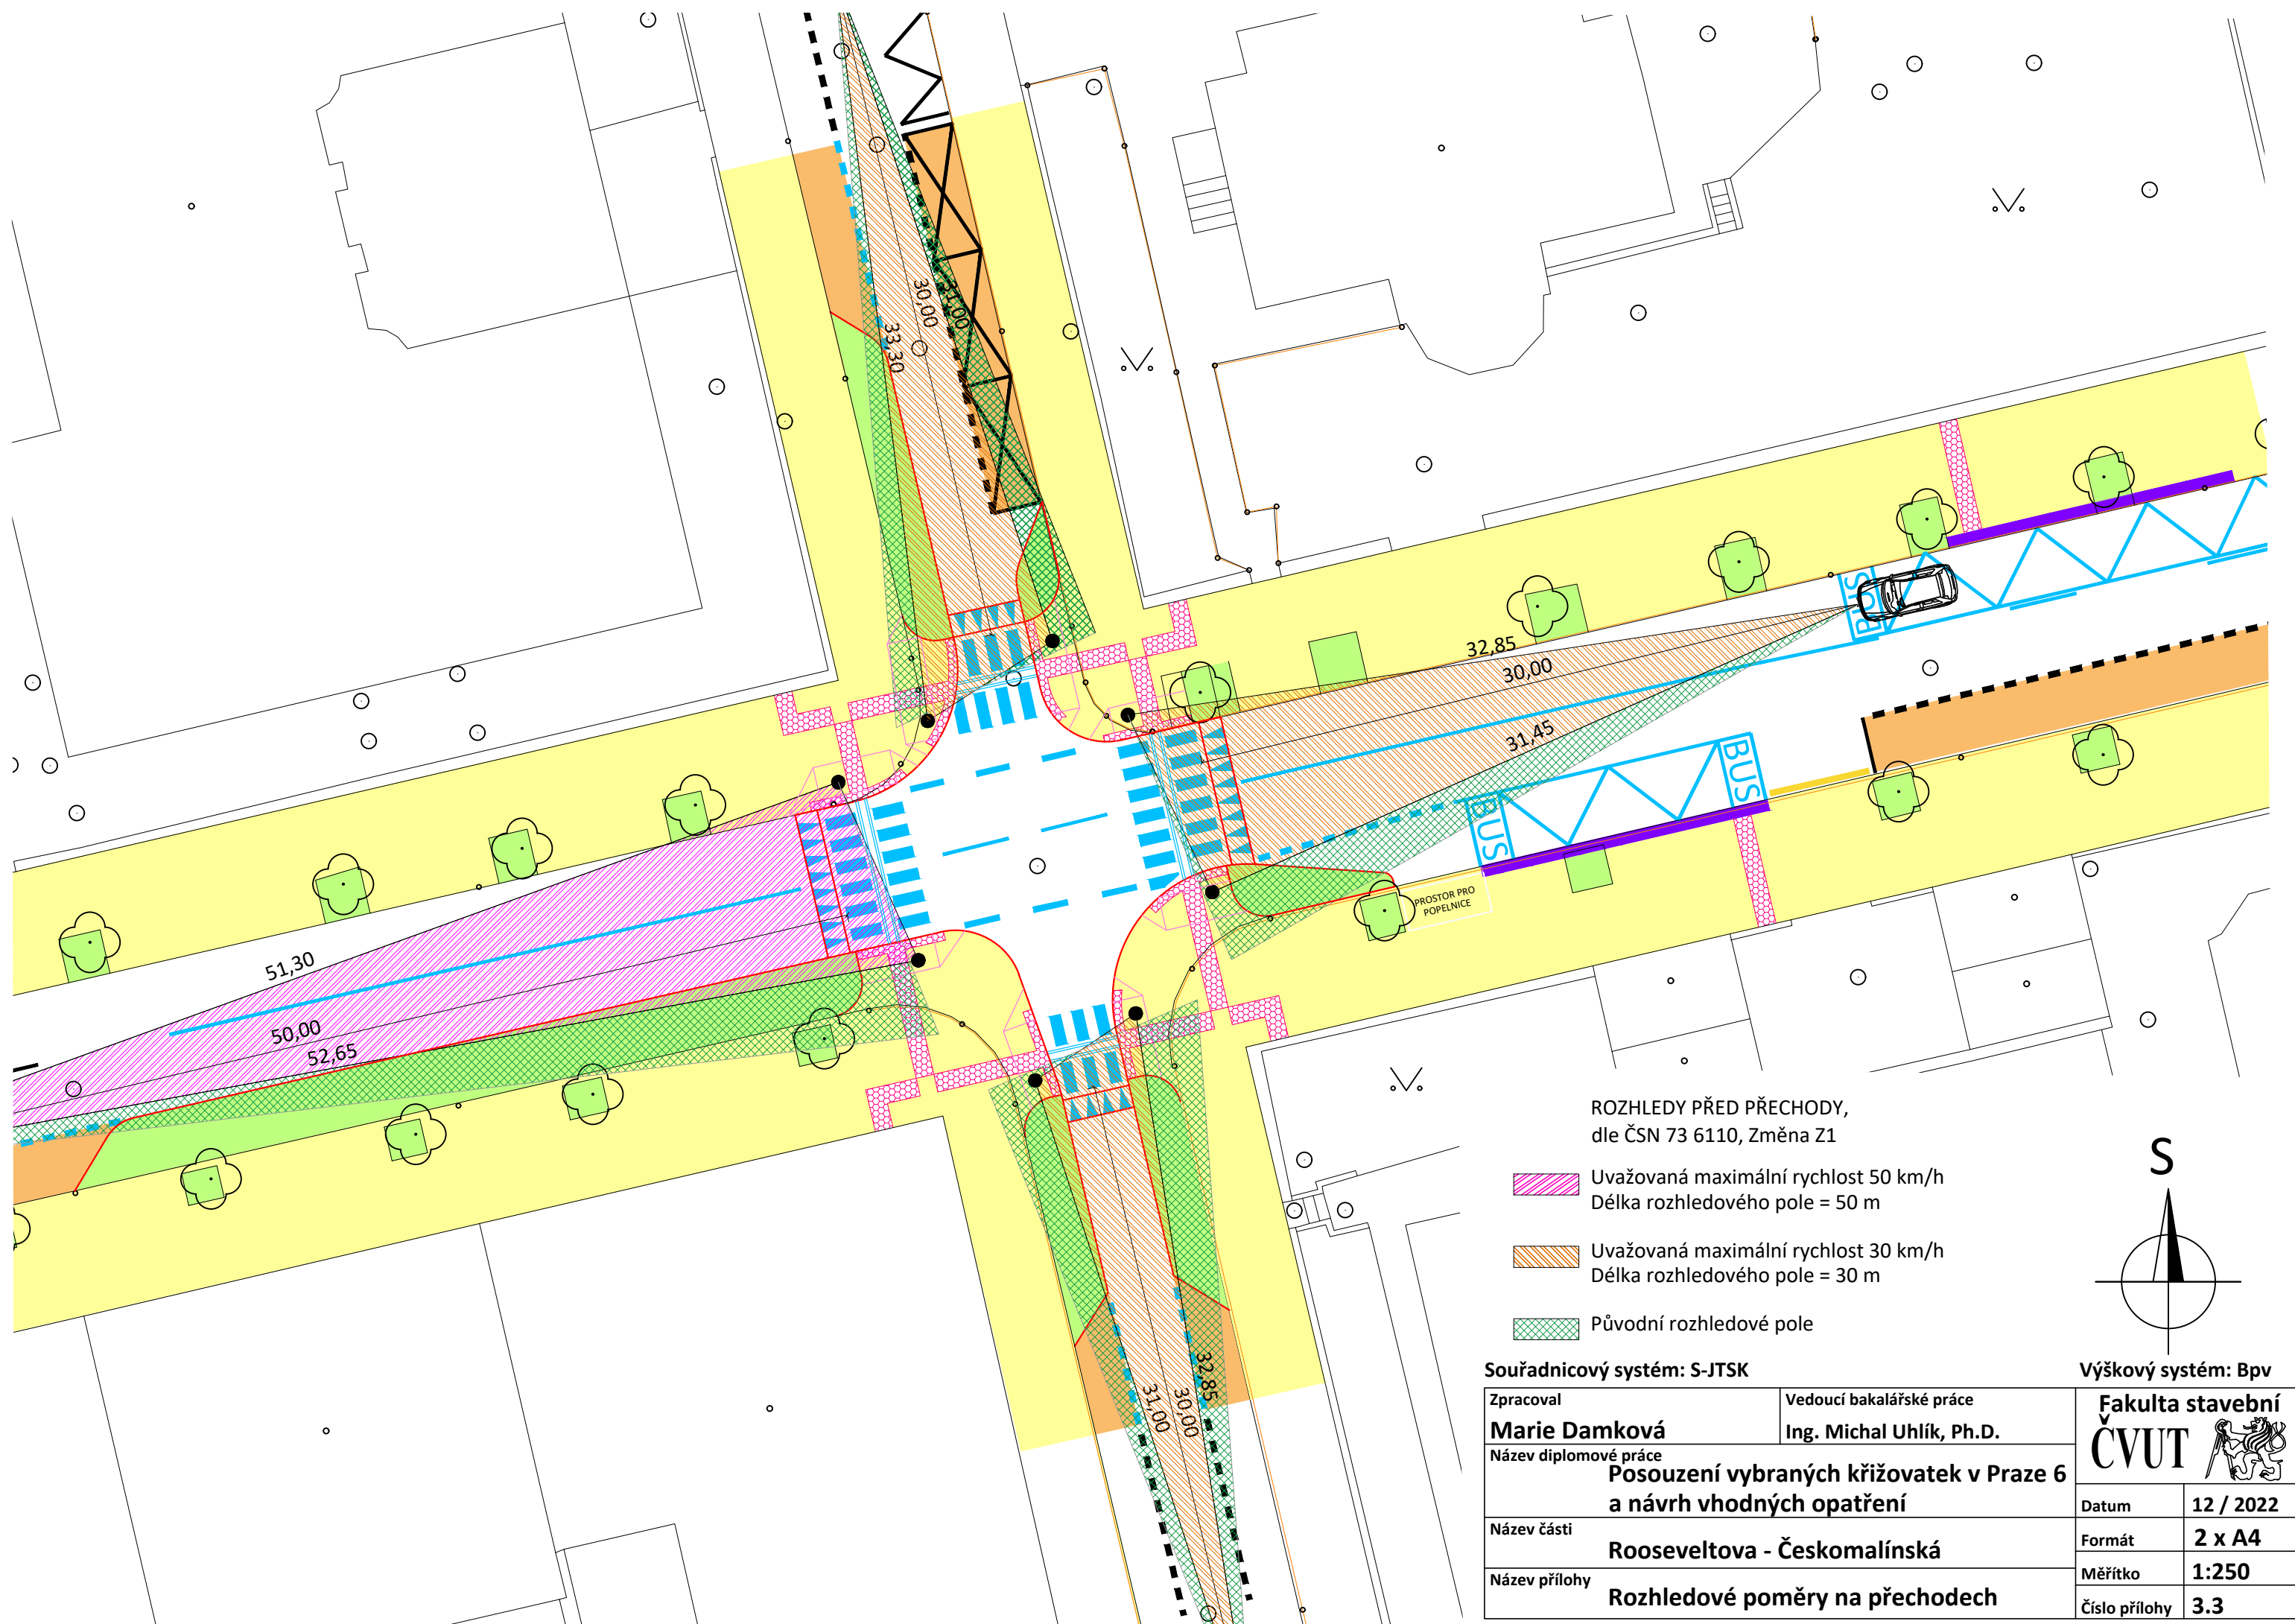 30,00
31,00
33,30
32,85
30,00
31,45
BUS
BUS
BUS
PROSTOR PRO
POPELNICE
51,30
50,00
52,65
31,00
30,00
32,85
ROZHLEDY PŘED PŘECHODY,
dle ČSN 73 6110, Změna Z1
Uvažovaná maximální rychlost 50 km/h
Délka rozhledového pole = 50 m
Uvažovaná maximální rychlost 30 km/h
Délka rozhledového pole = 30 m
Původní rozhledové pole
S
Souřadnicový systém: S-JTSK
Výškový systém: Bpv
Zpracoval
Marie Damková
Vedoucí bakalářské práce
Ing. Michal Uhlík, Ph.D.
Fakulta stavební
ČVUT
Název diplomové práce
Posouzení vybraných křižovatek v Praze 6
a návrh vhodných opatření
Datum 12 / 2022
Název části
Rooseveltova - Českomalínská
Formát 2 x A4
Měřítko 1:250
Název přílohy
Rozhledové poměry na přechodech
Číslo přílohy 3.3